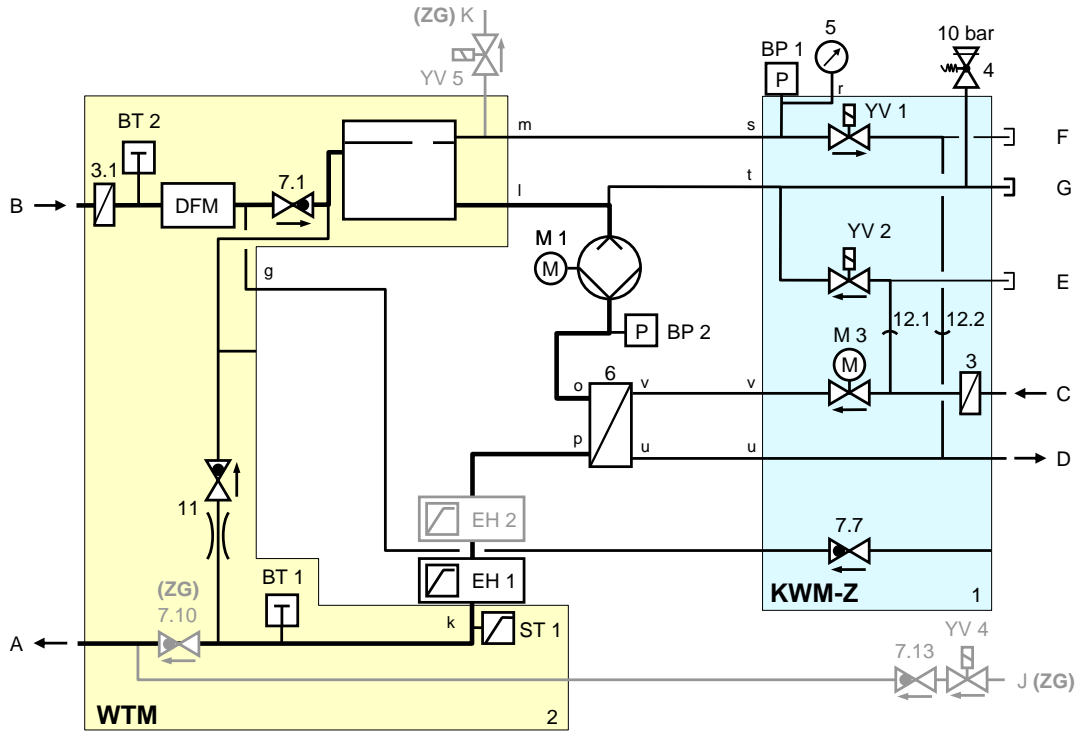 (ZG) K
YV 5
5
10 bar
BP 1
P
4
r
BT 2
T
YV 1
m
s
F
3.1
7.1
t
G
B
DFM
l
M 1
M
YV 2
g
E
12.1
12.2
P
BP 2
M 3
M
6
3
o
v
v
C
p
u
u
D
11
EH 2
7.7
(ZG)
7.10
BT 1
T
EH 1
KWM-Z
1
k
ST 1
A
YV 4
7.13
J (ZG)
WTM
2